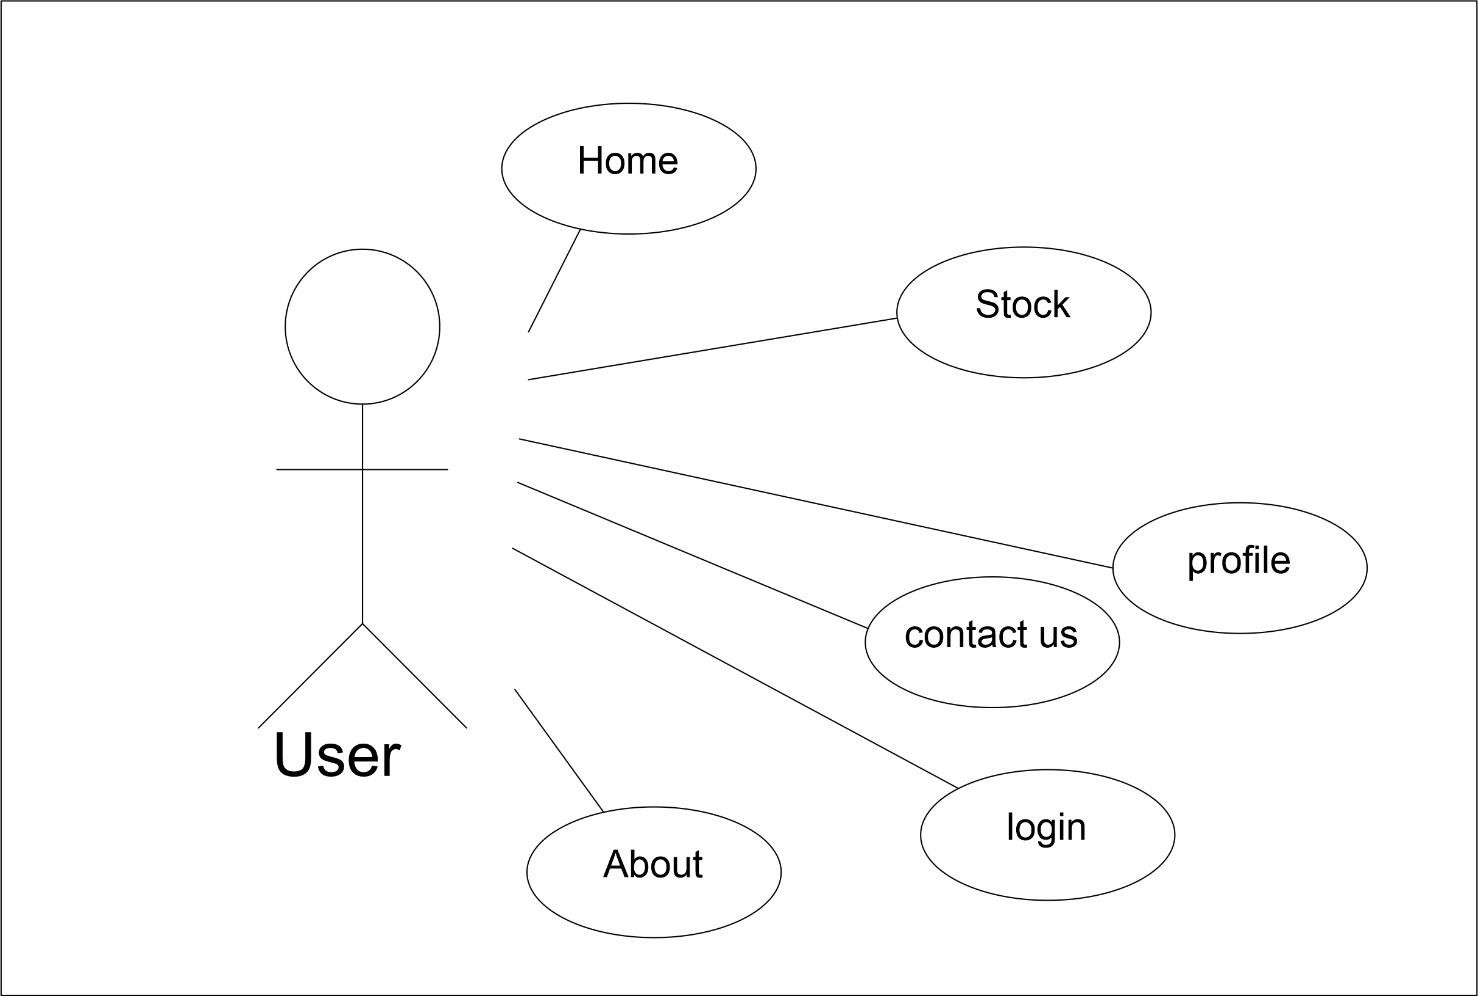 Home
Stock
profile
contact us
User
login
About